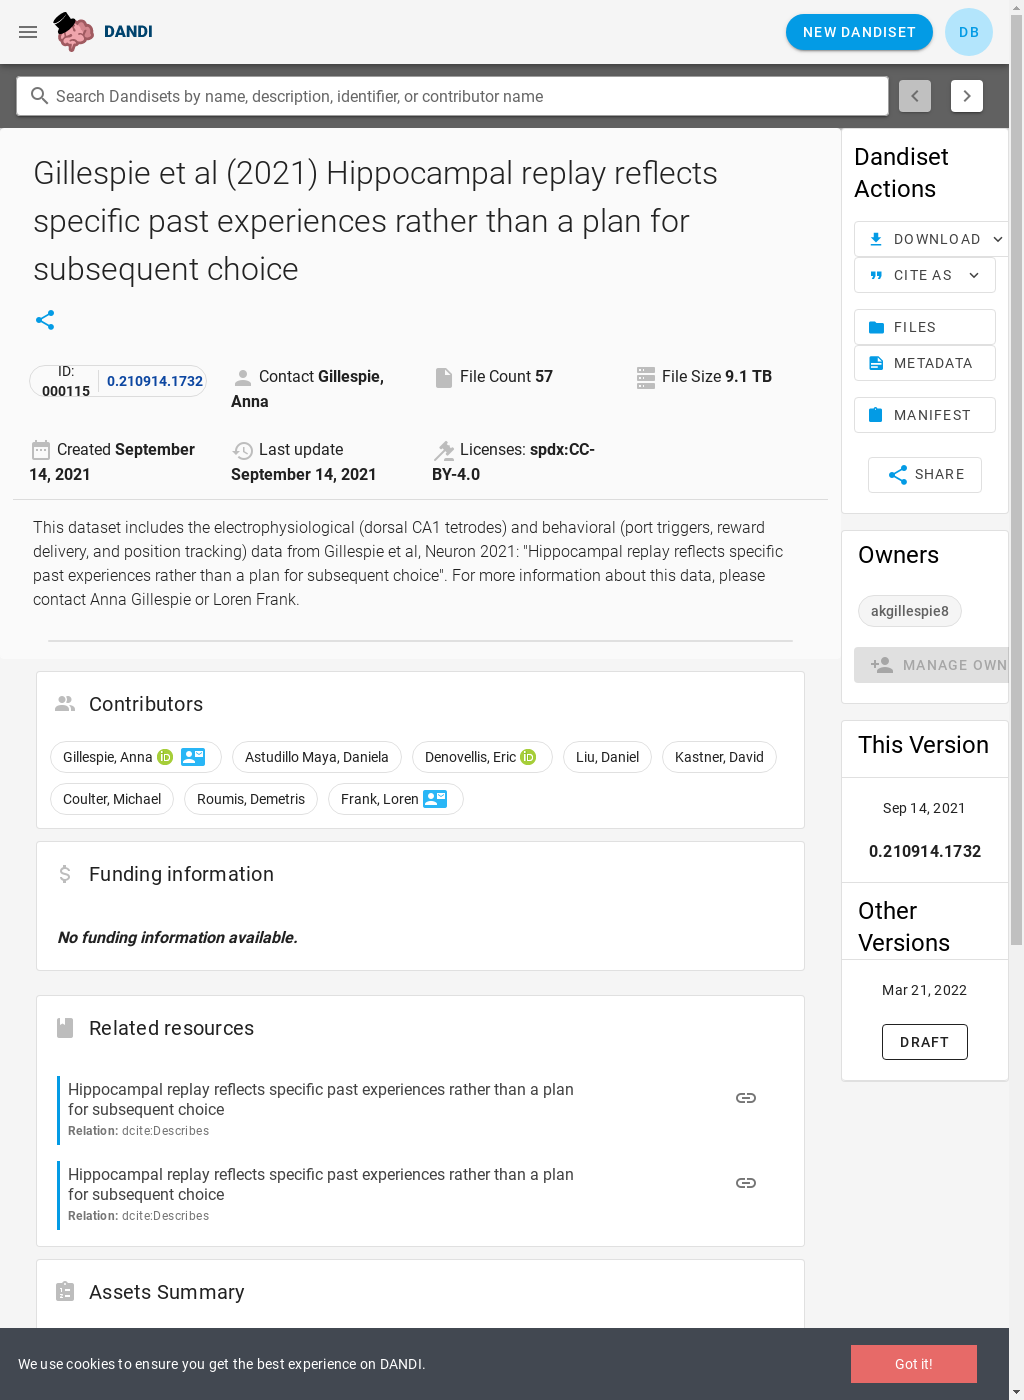 DANDI
NEW DANDISET
DB
Search Dandisets by name, description, identifier, or contributor name
Gillespie et al (2021) Hippocampal replay reflects
specific past experiences rather than a plan for
subsequent choice
ID:
000115
0.210914.1732
Contact Gillespie,
Anna
File Count 57
File Size 9.1 TB
Created September
14, 2021
Last update
September 14, 2021
Licenses: spdx:CC-
BY-4.0
This dataset includes the electrophysiological (dorsal CA1 tetrodes) and behavioral (port triggers, reward
delivery, and position tracking) data from Gillespie et al, Neuron 2021: "Hippocampal replay reflects specific
past experiences rather than a plan for subsequent choice". For more information about this data, please
contact Anna Gillespie or Loren Frank.
Contributors
Gillespie, Anna iD
Astudillo Maya, Daniela
Denovellis, Eric iD
Liu, Daniel
Kastner, David
Coulter, Michael
Roumis, Demetris
Frank, Loren
Funding information
No funding information available.
Related resources
Hippocampal replay reflects specific past experiences rather than a plan
for subsequent choice
Relation: dcite:Describes
Hippocampal replay reflects specific past experiences rather than a plan
for subsequent choice
Relation: dcite:Describes
Assets Summary
Dandiset
Actions
DOWNLOAD
CITE AS
FILES
METADATA
MANIFEST
SHARE
Owners
akgillespie8
MANAGE OWN
This Version
Sep 14, 2021
0.210914.1732
Other
Versions
Mar 21, 2022
DRAFT
We use cookies to ensure you get the best experience on DANDI.
Got it!